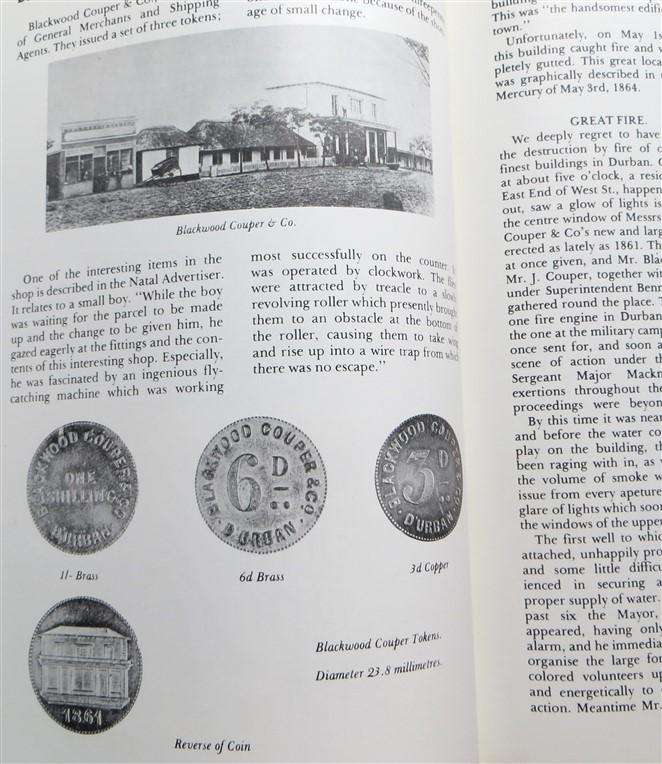 Blackwood Couper & Co
of General Merchants and Shipping
Agents. They issued a set of three tokens;
because of the
age of small change.
Blackwood Couper & Co.
One of the interesting items in the
shop is described in the Natal Advertiser.
It relates to a small boy. “While the boy
was waiting for the parcel to be made
up and the change to be given him, he
gazed eagerly at the fittings and the con-
tents of this interesting shop. Especially,
he was fascinated by an ingenious fly-
catching machine which was working
most successfully on the counter. It
was operated by clockwork. The flies
were attracted by treacle to a slowly
revolving roller which presently brought
them to an obstacle at the bottom of
the roller, causing them to take wing
and rise up into a wire trap from which
there was no escape.”
BLACKWOOD COUPER & CO
ONE
SHILLING
D'URBAN
1/- Brass
BLACKWOOD COUPER & CO
6D
D'URBAN
6d Brass
BLACKWOOD COUPER & CO
3D
D'URBAN
3d Copper
1861
Blackwood Couper Tokens.
Diameter 23.8 millimetres.
Reverse of Coin
building
This was “the handsomest edifi
town.”
Unfortunately, on May 1s
this building caught fire and w
pletely gutted. This great loca
was graphically described in
Mercury of May 3rd, 1864.
GREAT FIRE.
We deeply regret to have
the destruction by fire of o
finest buildings in Durban. O
at about five o'clock, a resid
East End of West St., happen
out, saw a glow of lights is
the centre window of Messrs
Couper & Co's new and larg
erected as lately as 1861. Th
at once given, and Mr. Bla
Mr. J. Couper, together wit
under Superintendent Benn
gathered round the place. T
one fire engine in Durban
the one at the military camp
once sent for, and soon a
scene of action under th
Sergeant Major Mackn
exertions throughout the
proceedings were beyon
By this time it was near
and before the water co
play on the building, th
been raging with in, as w
the volume of smoke w
issue from every apeture
glare of lights which soon
the windows of the upper
The first well to whic
attached, unhappily pro
and some little difficu
ienced in securing a
proper supply of water.
past six the Mayor,
appeared, having only
alarm, and he immedia
organise the large for
colored volunteers up
and energetically to
action. Meantime Mr.